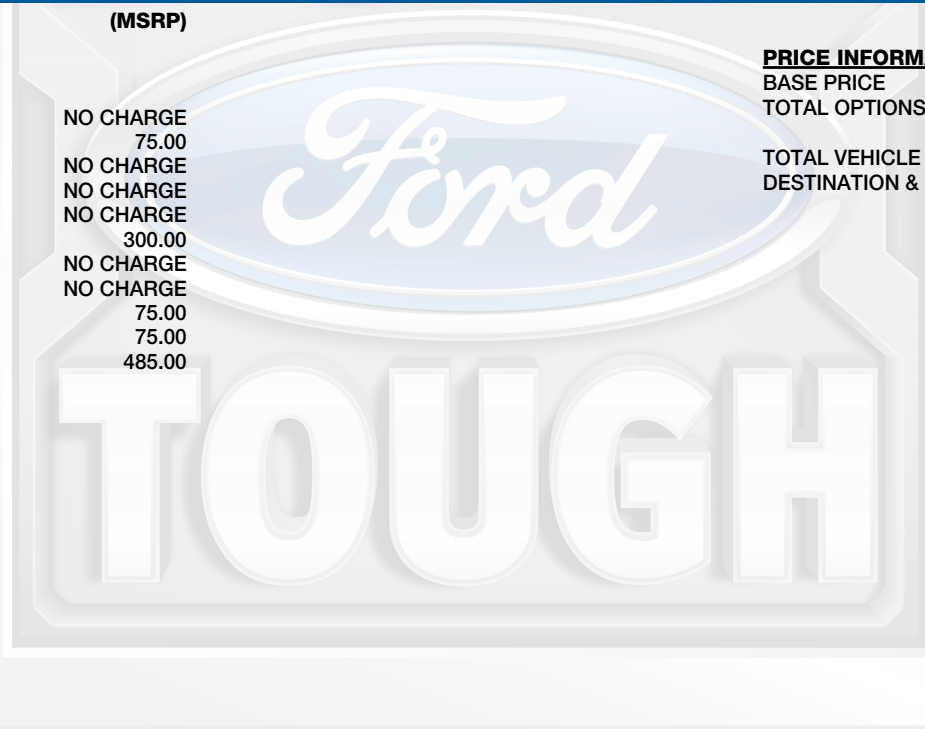 (MSRP)
NO CHARGE
75.00
NO CHARGE
NO CHARGE
NO CHARGE
300.00
NO CHARGE
NO CHARGE
75.00
75.00
485.00
PRICE INFORMA
BASE PRICE
TOTAL OPTIONS
TOTAL VEHICLE
DESTINATION &
Ford
TOUGH